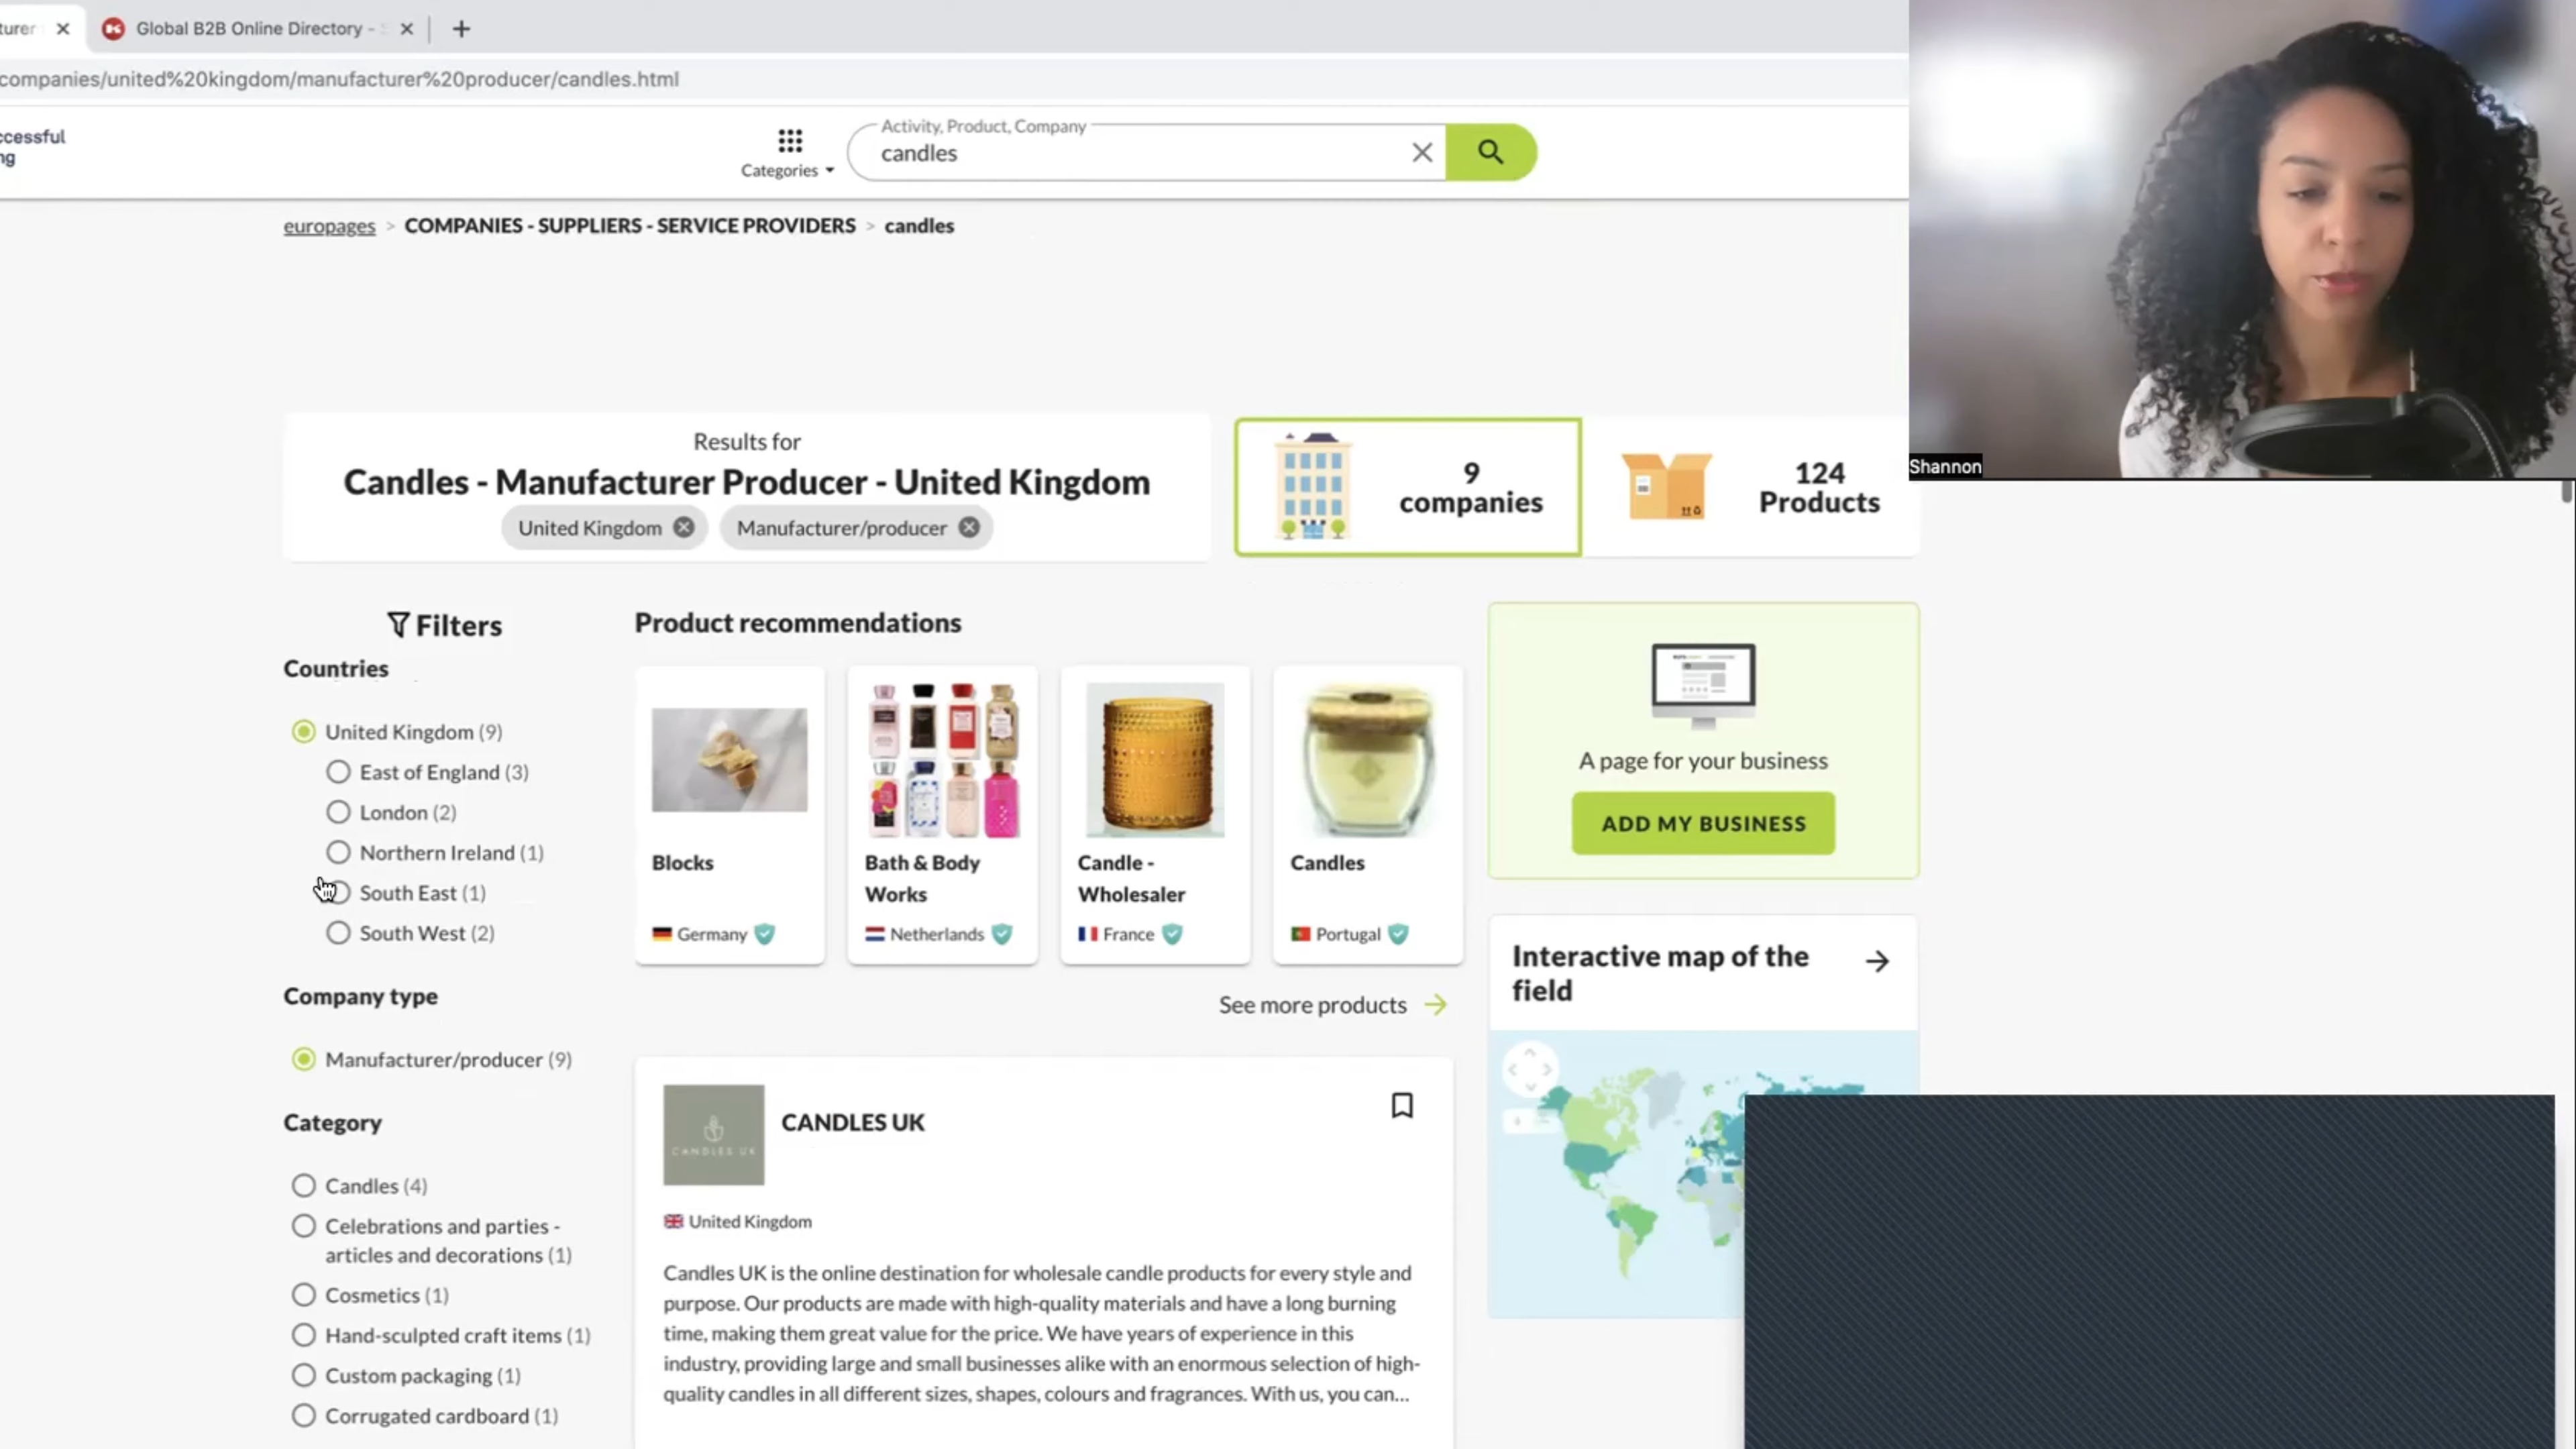 turer
Global B2B Online Directory -
companies/united%20kingdom/manufacturer%20producer/candles.html
ccessful
ng
Categories
Activity, Product, Company
candles
europages > COMPANIES - SUPPLIERS - SERVICE PROVIDERS > candles
Shannon
Results for
Candles - Manufacturer Producer - United Kingdom
United Kingdom
Manufacturer/producer
9
companies
124
Products
Filters
Countries
United Kingdom (9)
East of England (3)
London (2)
Northern Ireland (1)
South East (1)
South West (2)
Company type
Manufacturer/producer (9)
Category
Candles (4)
Celebrations and parties -
articles and decorations (1)
Cosmetics (1)
Hand-sculpted craft items (1)
Custom packaging (1)
Corrugated cardboard (1)
Product recommendations
Blocks
Germany
Bath & Body
Works
Netherlands
Candle -
Wholesaler
France
Candles
Portugal
See more products
CANDLES UK
CANDLES UK
United Kingdom
Candles UK is the online destination for wholesale candle products for every style and
purpose. Our products are made with high-quality materials and have a long burning
time, making them great value for the price. We have years of experience in this
industry, providing large and small businesses alike with an enormous selection of high-
quality candles in all different sizes, shapes, colours and fragrances. With us, you can...
A page for your business
ADD MY BUSINESS
Interactive map of the
field